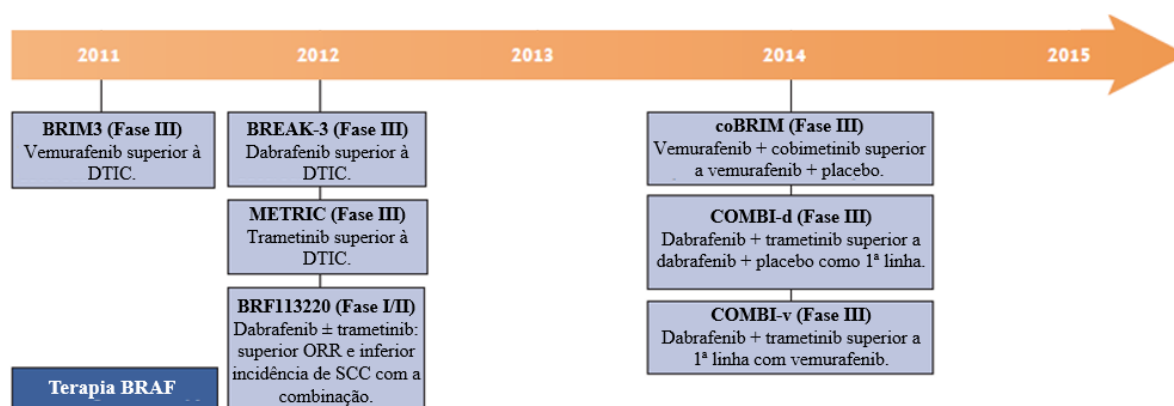 2011 2012 2013 2014 2015
BRIM3 (Fase III)
Vemurafenib superior à
DTIC.
BREAK-3 (Fase III)
Dabrafenib superior à
DTIC.
METRIC (Fase III)
Trametinib superior à
DTIC.
BRF113220 (Fase I/II)
Dabrafenib ± trametinib:
superior ORR e inferior
incidência de SCC com a
combinação.
coBRIM (Fase III)
Vemurafenib + cobimetinib superior
a vemurafenib + placebo.
COMBI-d (Fase III)
Dabrafenib + trametinib superior a
dabrafenib + placebo como 1ª linha.
COMBI-v (Fase III)
Dabrafenib + trametinib superior a
1ª linha com vemurafenib.
Terapia BRAF